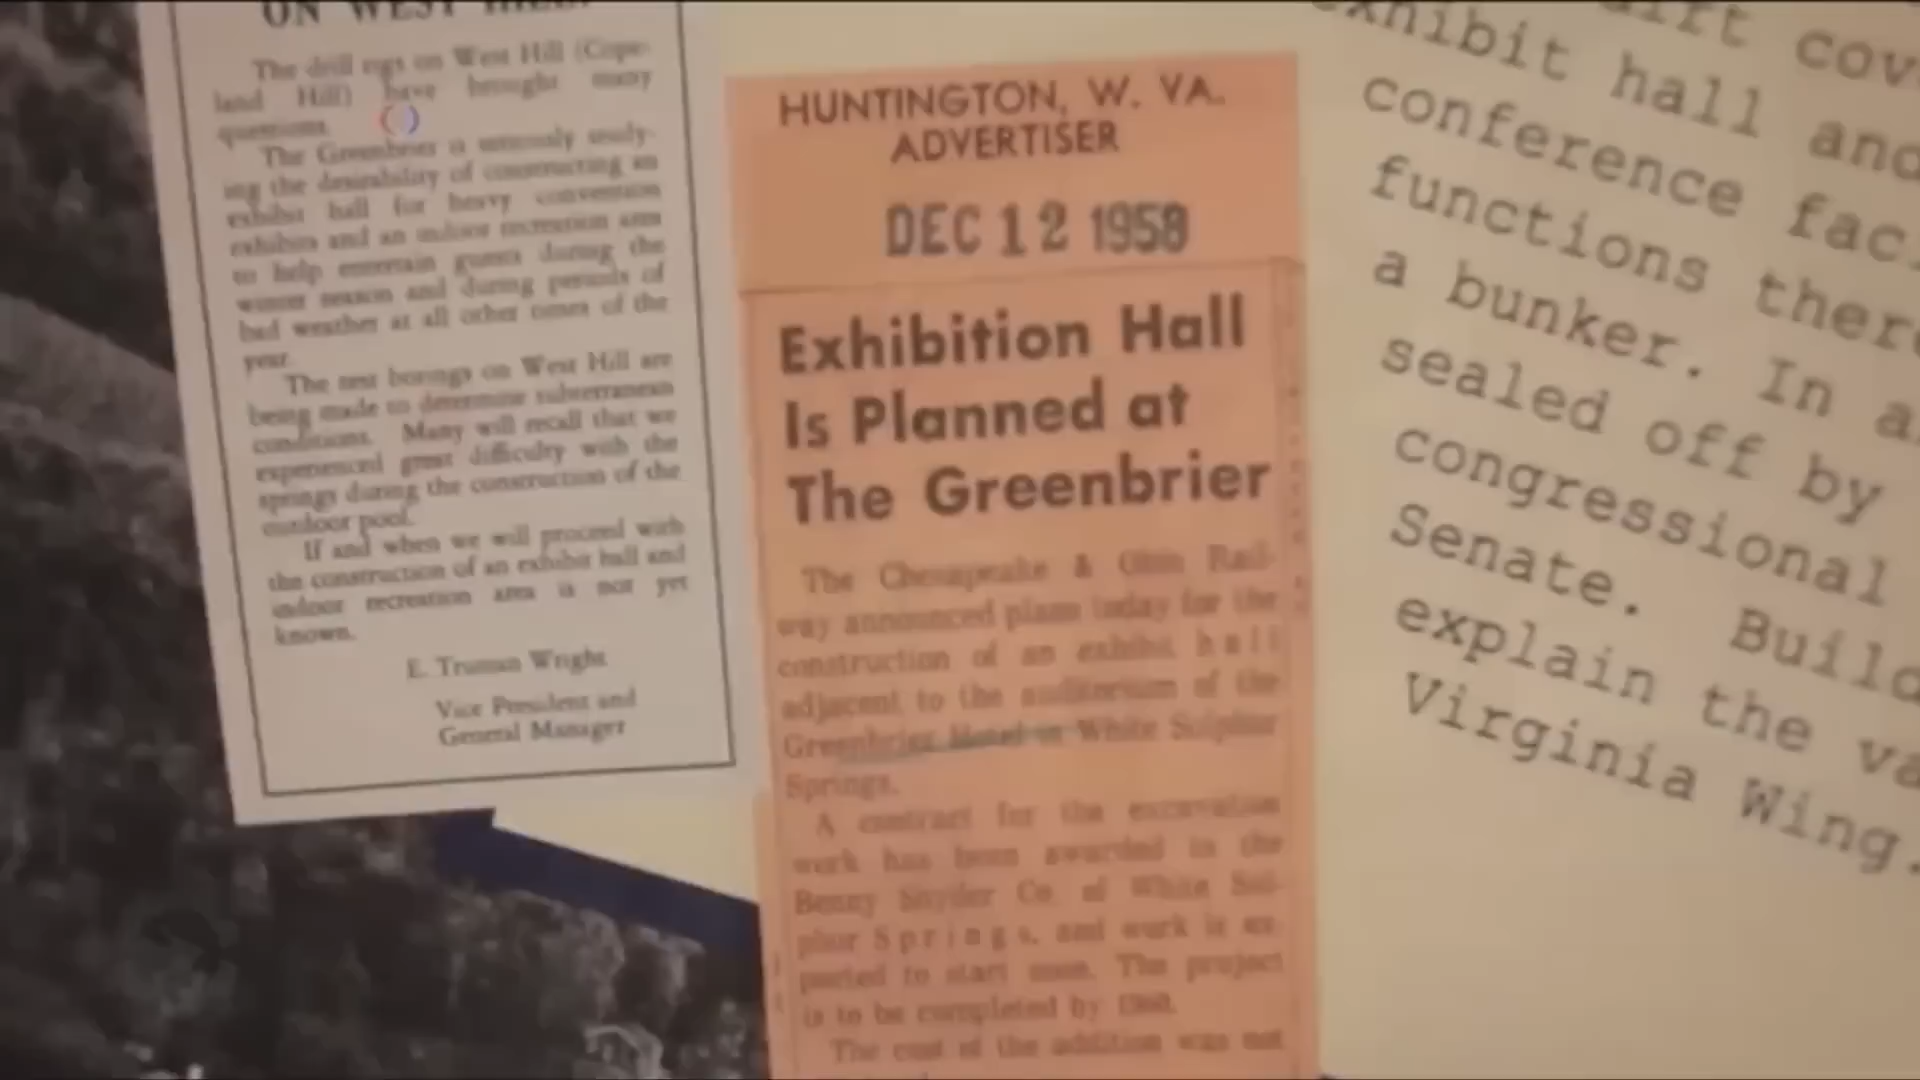 ON WEST HILL
The drill rigs on West Hill (Cope-
land Hill) have brought many
questions.
The Greenbrier is seriously study-
ing the desirability of constructing an
exhibit hall for heavy convention
exhibits and an indoor recreation area
to help entertain guests during the
winter season and during periods of
bad weather at all other times of the
year.
The test borings on West Hill are
being made to determine subterranean
conditions. Many will recall that we
experienced great difficulty with the
springs during the construction of the
outdoor pool.
If and when we will proceed with
the construction of an exhibit hall and
indoor recreation area is not yet
known.
E. Truman Wright
Vice President and
General Manager
HUNTINGTON, W. VA.
ADVERTISER
DEC 12 1958
Exhibition Hall
Is Planned at
The Greenbrier
The Chesapeake & Ohio Rail-
way announced plans today for the
construction of an exhibit hall
adjacent to the auditorium of the
Greenbrier Hotel in White Sulphur
Springs.
A contract for the excavation
work has been awarded to the
Benny Snyder Co. of White Sul-
phur Springs, and work is ex-
pected to start soon. The project
is to be completed by 1960.
The cost of the addition was not
cov
exhibit hall and
conference faci
functions there
a bunker. In a
sealed off by
congressional
Senate. Build
explain the va
Virginia Wing.